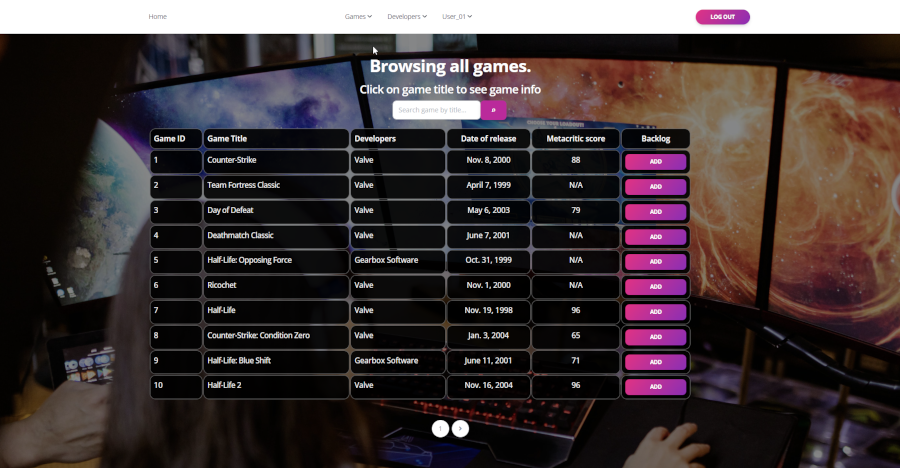 Home Games Developers User_01 LOG OUT
Browsing all games.
Click on game title to see game info
Search game by title... »
Game ID Game Title Developers Date of release Metacritic score Backlog
1 Counter-Strike Valve Nov. 8, 2000 88 ADD
2 Team Fortress Classic Valve April 7, 1999 N/A ADD
3 Day of Defeat Valve May 6, 2003 79 ADD
4 Deathmatch Classic Valve June 7, 2001 N/A ADD
5 Half-Life: Opposing Force Gearbox Software Oct. 31, 1999 N/A ADD
6 Ricochet Valve Nov. 1, 2000 N/A ADD
7 Half-Life Valve Nov. 19, 1998 96 ADD
8 Counter-Strike: Condition Zero Valve Jan. 3, 2004 65 ADD
9 Half-Life: Blue Shift Gearbox Software June 11, 2001 71 ADD
10 Half-Life 2 Valve Nov. 16, 2004 96 ADD
1 >